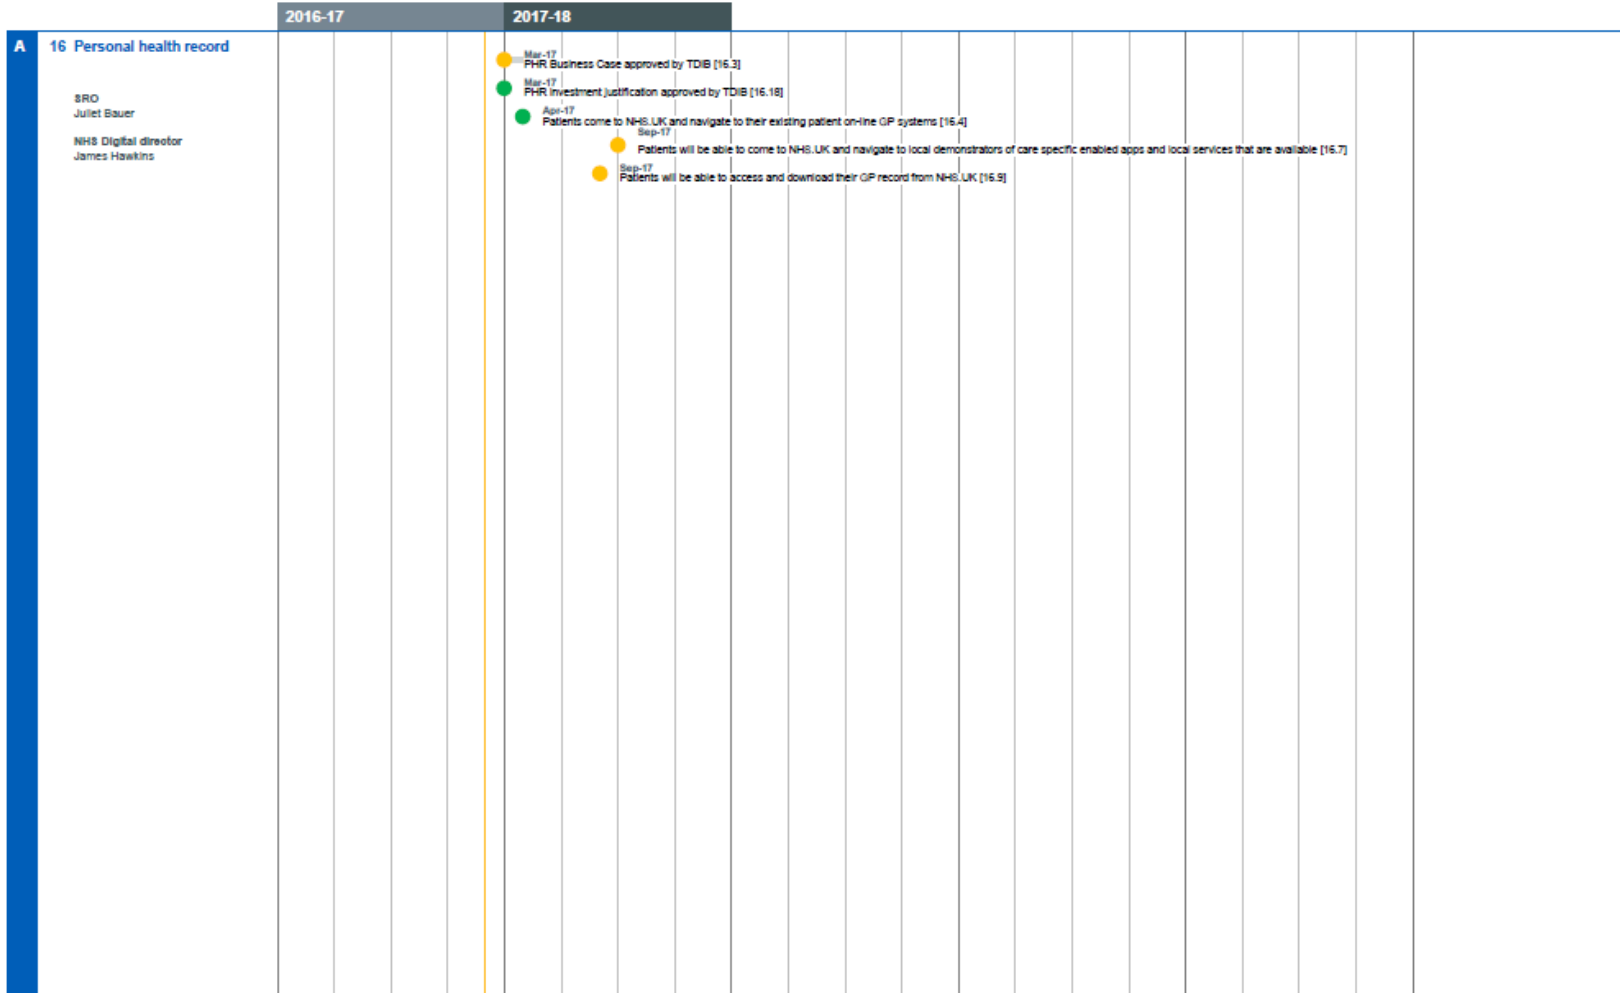 2016-17
2017-18
A
16 Personal health record
SRO
Juliet Bauer
NHS Digital director
James Hawkins
Mar-17
PHR Business Case approved by TDIB [16.3]
Mar-17
PHR investment justification approved by TDIB [16.18]
Apr-17
Patients come to NHS.UK and navigate to their existing patient on-line GP systems [16.4]
Sep-17
Patients will be able to come to NHS.UK and navigate to local demonstrators of care specific enabled apps and local services that are available [16.7]
Sep-17
Patients will be able to access and download their GP record from NHS.UK [16.9]